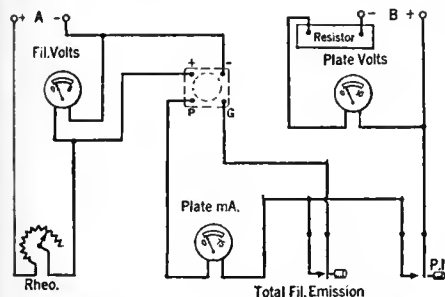 + A -
- B +
Resistor
Fil.Volts
Plate Volts
+ -
P G
Plate mA.
Rheo.
Total Fil. Emission